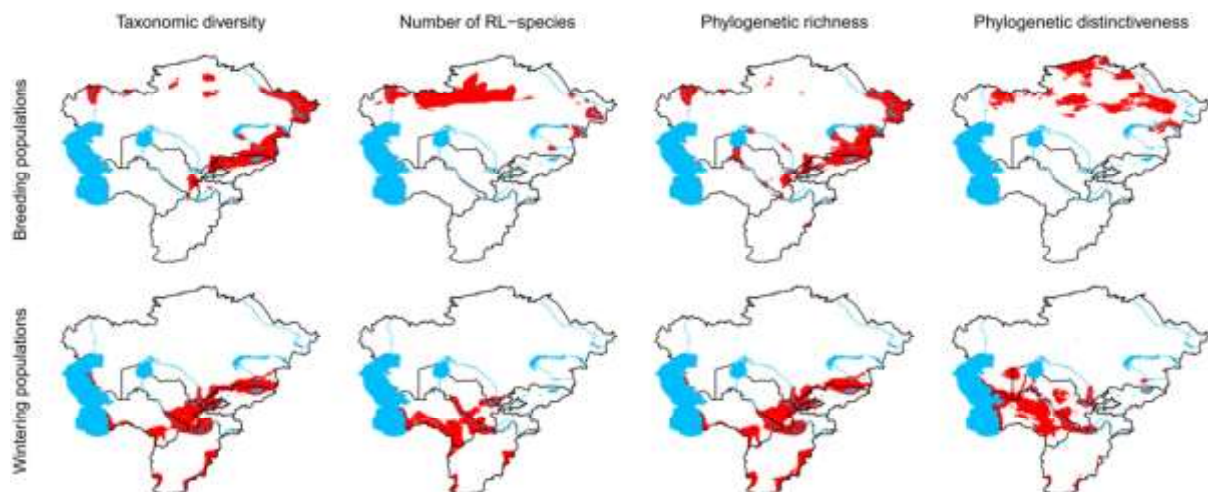 Taxonomic diversity
Number of RL−species
Phylogenetic richness
Phylogenetic distinctiveness
Breeding populations
Wintering populations